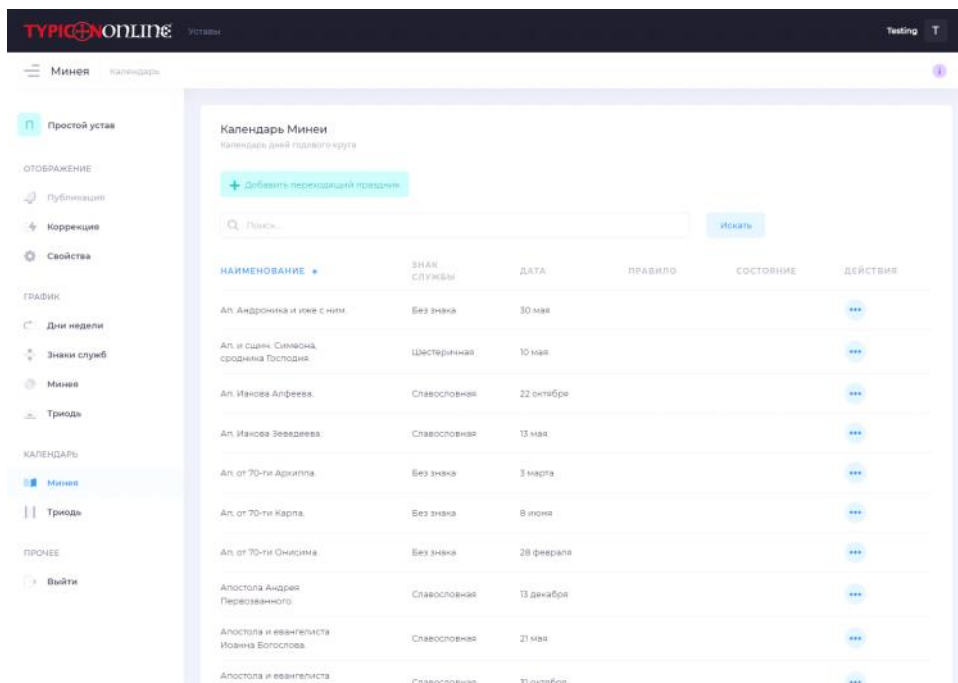 TYPICONONLINE Уставы Testing T
Минея Календарь
П Простой устав
ОТОБРАЖЕНИЕ
Публикация
Коррекция
Свойства
ГРАФИК
Дни недели
Знаки служб
Минея
Триодь
КАЛЕНДАРЬ
Минея
Триодь
ПРОЧЕЕ
Выйти
Календарь Минеи
Календарь дней годового круга
Добавить переходящий праздник
Поиск... Искать
НАИМЕНОВАНИЕ ЗНАК СЛУЖБЫ ДАТА ПРАВИЛО СОСТОЯНИЕ ДЕЙСТВИЯ
Ап. Андроника и иже с ним. Без знака 30 мая
Ап. и сщмч. Симеона,
сродника Господня. Шестеричная 10 мая
Ап. Иакова Алфеева. Славословная 22 октября
Ап. Иакова Зеведеева. Славословная 13 мая
Ап. от 70-ти Архиппа. Без знака 3 марта
Ап. от 70-ти Карпа. Без знака 8 июня
Ап. от 70-ти Онисима. Без знака 28 февраля
Апостола Андрея
Первозванного Славословная 13 декабря
Апостола и евангелиста
Иоанна Богослова. Славословная 21 мая
Апостола и евангелиста
Славословная 31 октября